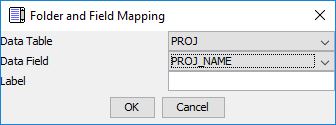 Folder and Field Mapping
Data Table PROJ
Data Field PROJ_NAME
Label
OK Cancel